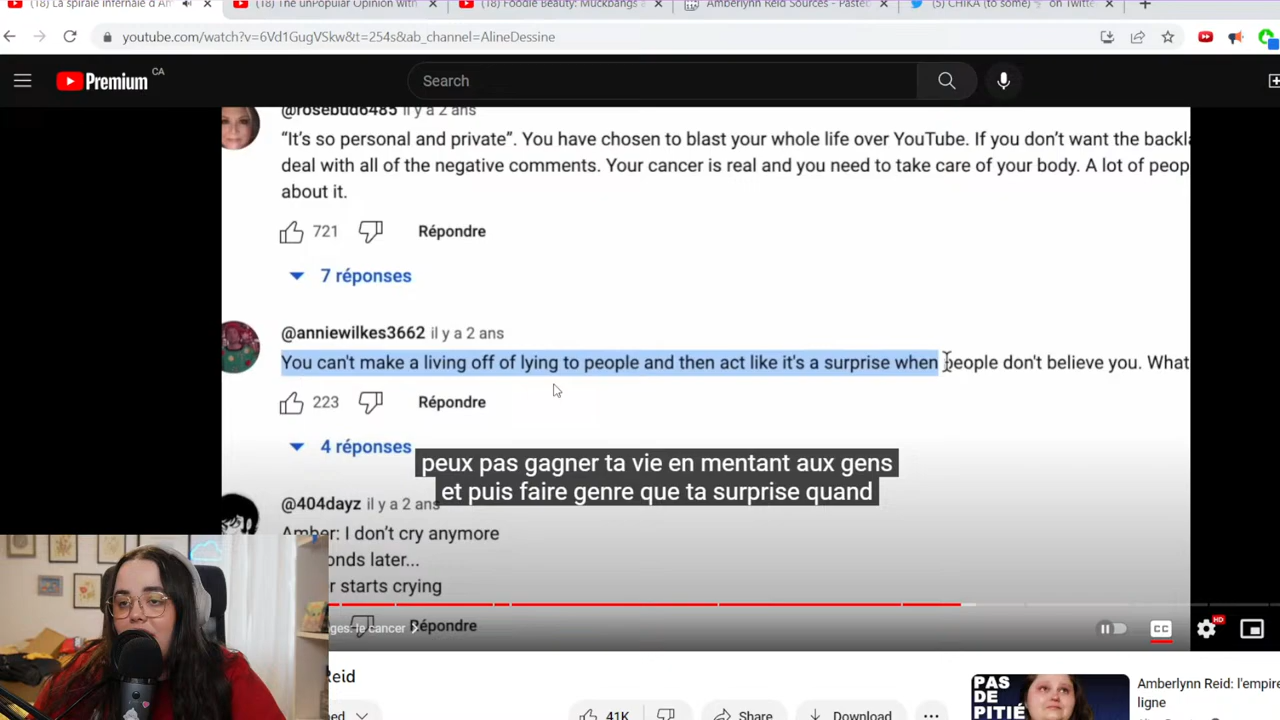 (18) La spirale infernale d'Am
(18) The unPopular Opinion with
(18) Foodie Beauty: Muckbangs a
Amberlynn Reid Sources - Pasteb
(5) CHIKA (to some) on Twitte
youtube.com/watch?v=6Vd1GugVSkw&t=254s&ab_channel=AlineDessine
Premium CA
Search
@rosebud6485 il y a 2 ans
“It’s so personal and private”. You have chosen to blast your whole life over YouTube. If you don’t want the backla
deal with all of the negative comments. Your cancer is real and you need to take care of your body. A lot of peop
about it.
721 Répondre
7 réponses
@anniewilkes3662 il y a 2 ans
You can't make a living off of lying to people and then act like it's a surprise when people don't believe you. What
223 Répondre
4 réponses
peux pas gagner ta vie en mentant aux gens
et puis faire genre que ta surprise quand
@404dayz il y a 2 ans
Amber: I don’t cry anymore
onds later...
r starts crying
Répondre
ges: le cancer
CC
HD
Reid
41K Share Download
PAS
DE
PITIÉ
Amberlynn Reid: l'empire
ligne